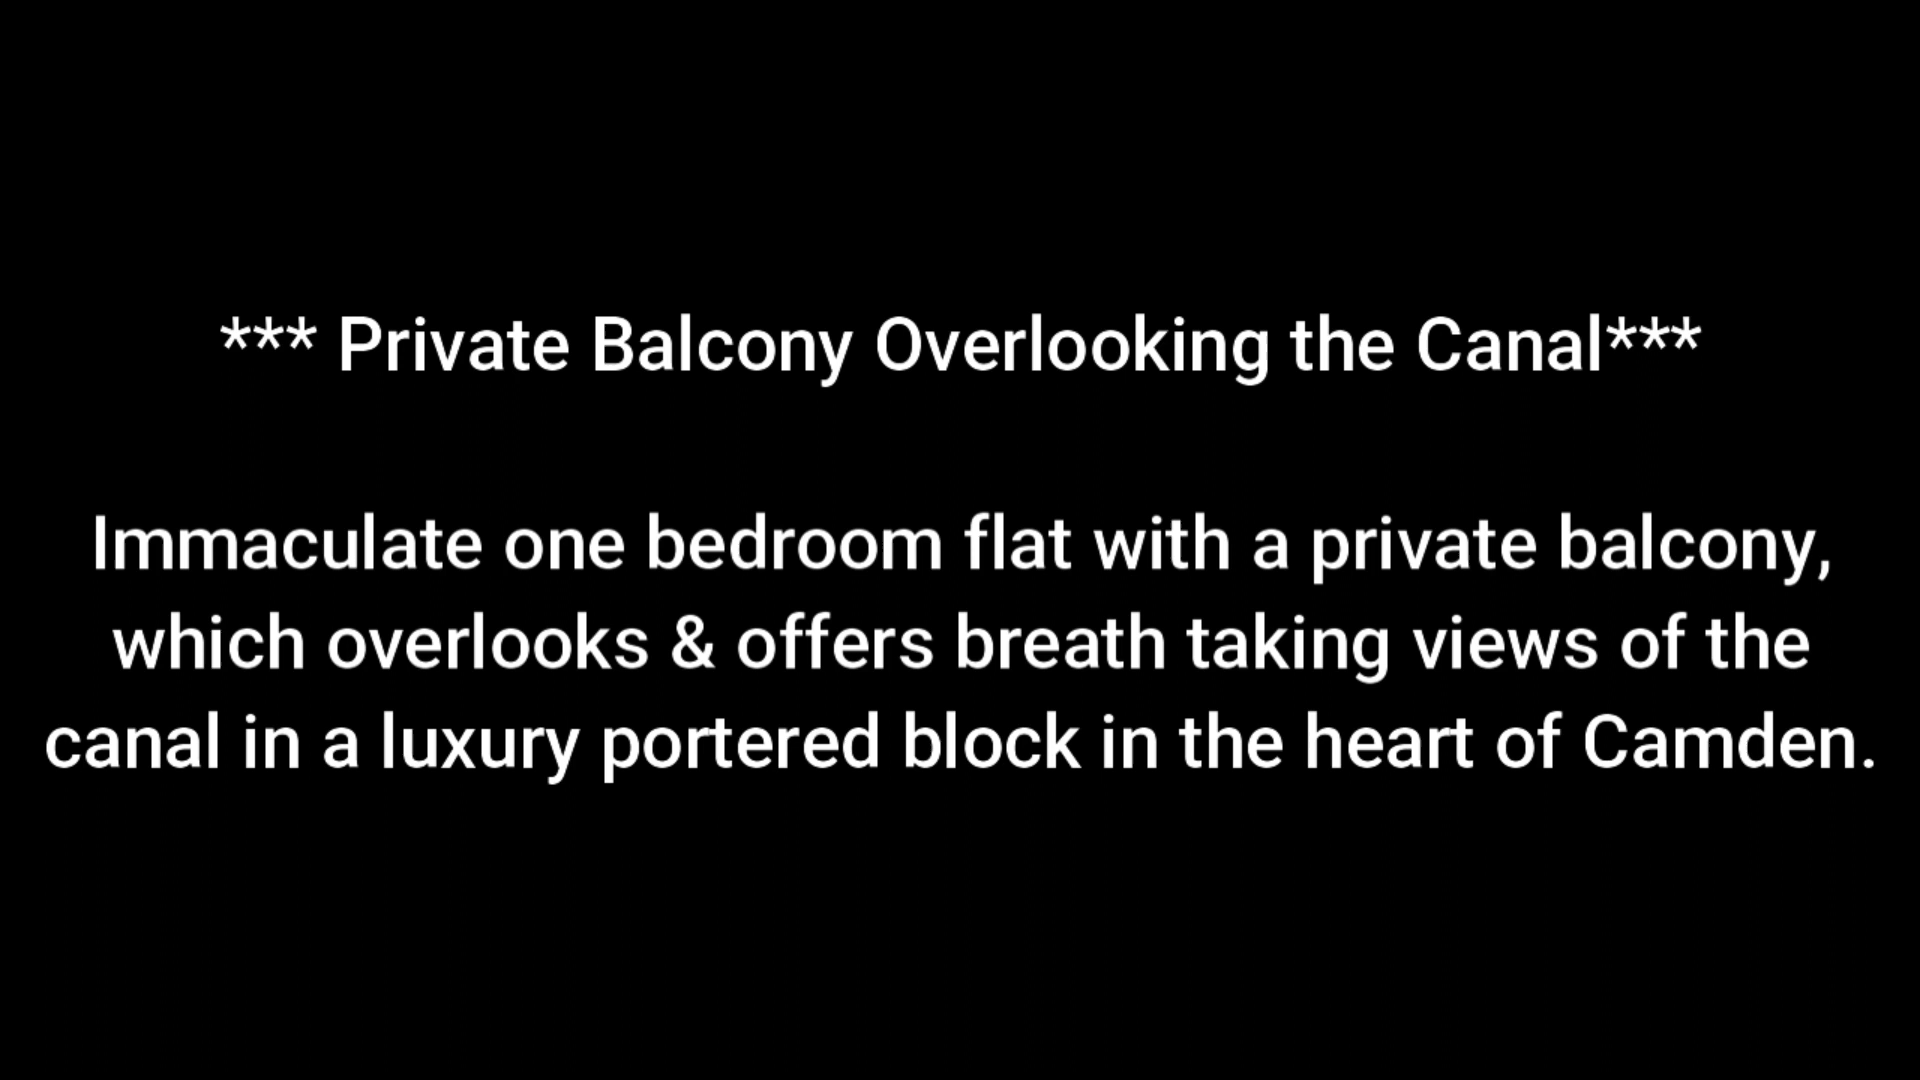 *** Private Balcony Overlooking the Canal***
Immaculate one bedroom flat with a private balcony,
which overlooks & offers breath taking views of the
canal in a luxury portered block in the heart of Camden.